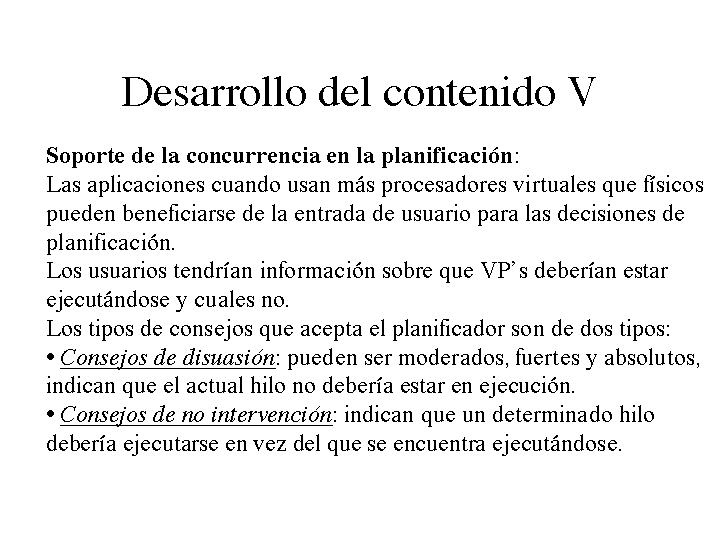 Desarrollo del contenido V
Soporte de la concurrencia en la planificación:
Las aplicaciones cuando usan más procesadores virtuales que físicos
pueden beneficiarse de la entrada de usuario para las decisiones de
planificación.
Los usuarios tendrían información sobre que VP’s deberían estar
ejecutándose y cuales no.
Los tipos de consejos que acepta el planificador son de dos tipos:
• Consejos de disuasión: pueden ser moderados, fuertes y absolutos,
indican que el actual hilo no debería estar en ejecución.
• Consejos de no intervención: indican que un determinado hilo
debería ejecutarse en vez del que se encuentra ejecutándose.